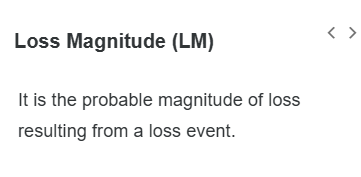 Loss Magnitude (LM)
It is the probable magnitude of loss
resulting from a loss event.